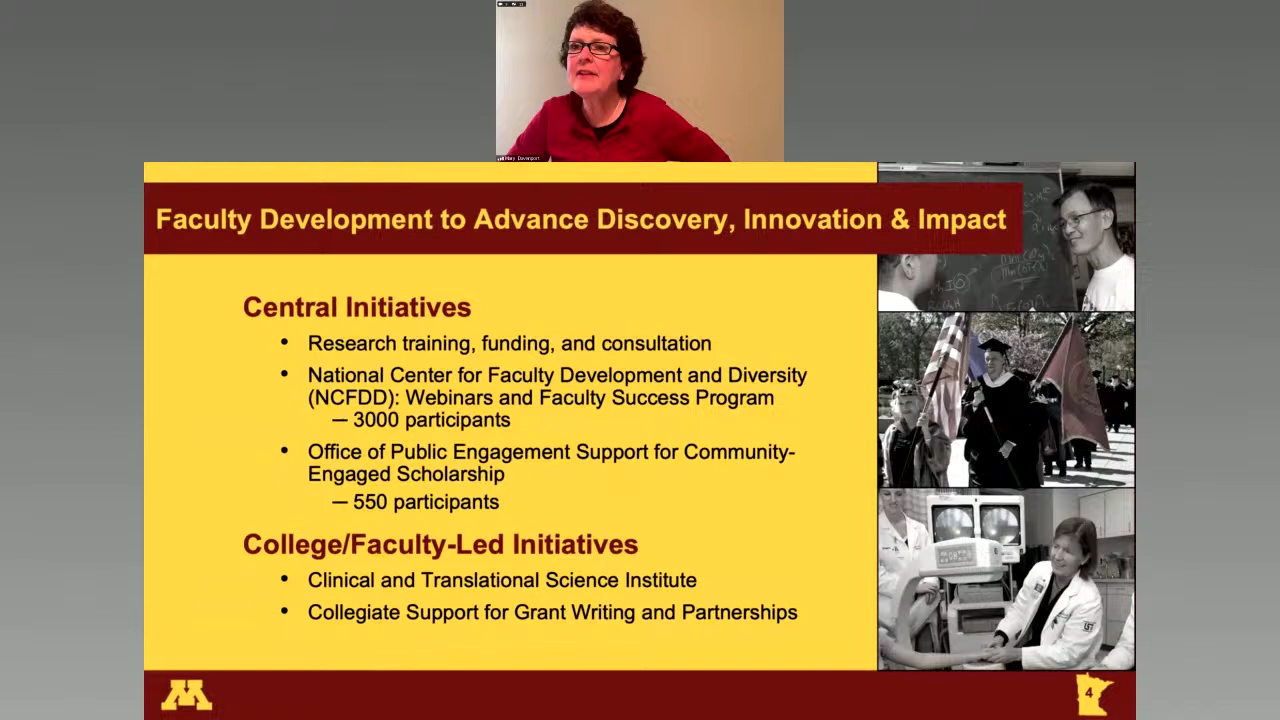 Mary Davenport
Faculty Development to Advance Discovery, Innovation & Impact
Central Initiatives
• Research training, funding, and consultation
• National Center for Faculty Development and Diversity
(NCFDD): Webinars and Faculty Success Program
— 3000 participants
• Office of Public Engagement Support for Community-
Engaged Scholarship
— 550 participants
College/Faculty-Led Initiatives
• Clinical and Translational Science Institute
• Collegiate Support for Grant Writing and Partnerships
M
4